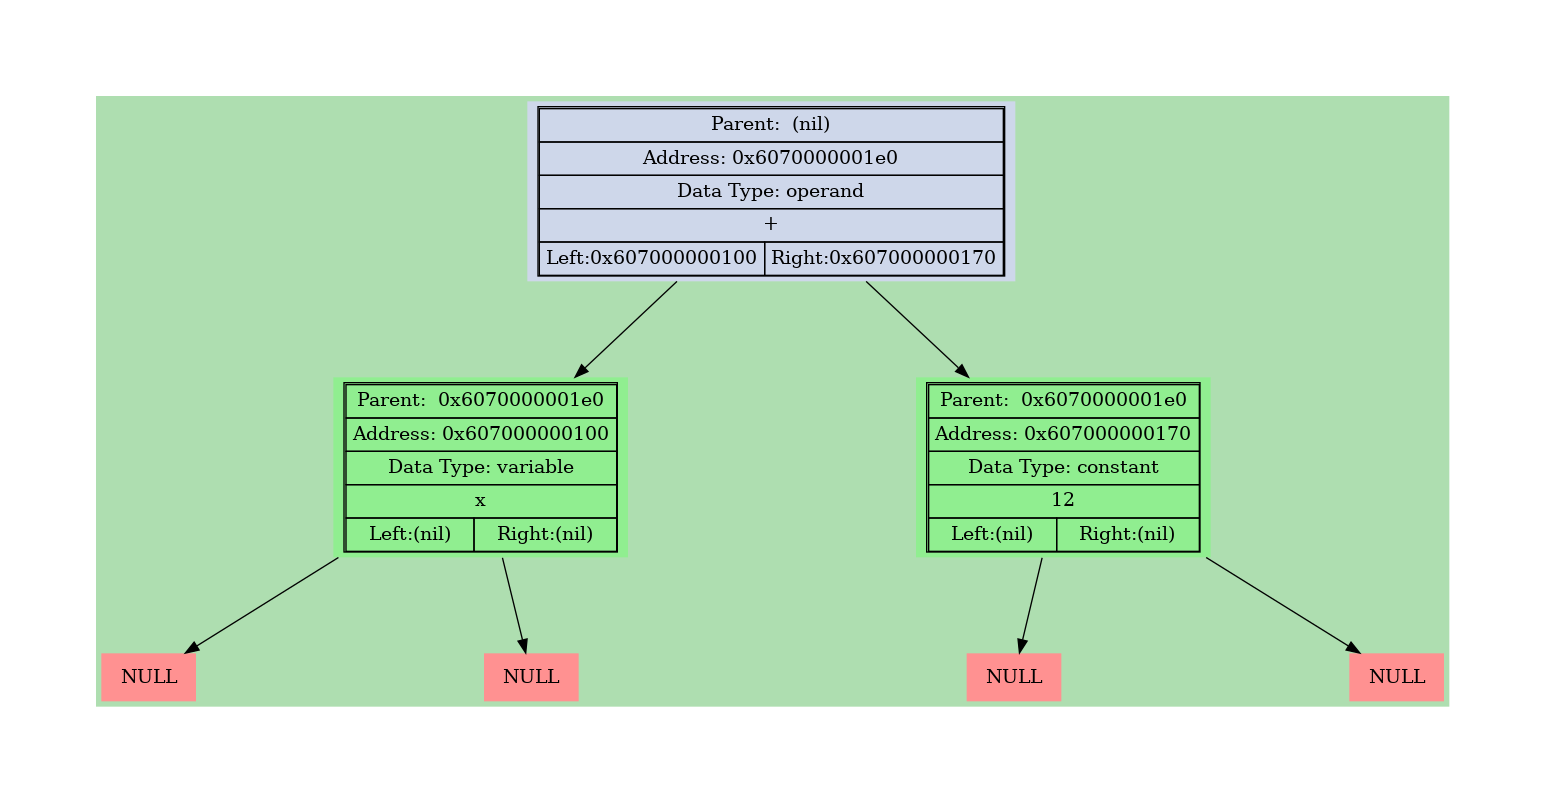 Parent:  (nil)
Address: 0x6070000001e0
Data Type: operand
+
Left:0x607000000100 Right:0x607000000170
Parent:  0x6070000001e0
Address: 0x607000000100
Data Type: variable
x
Left:(nil) Right:(nil)
Parent:  0x6070000001e0
Address: 0x607000000170
Data Type: constant
12
Left:(nil) Right:(nil)
NULL
NULL
NULL
NULL